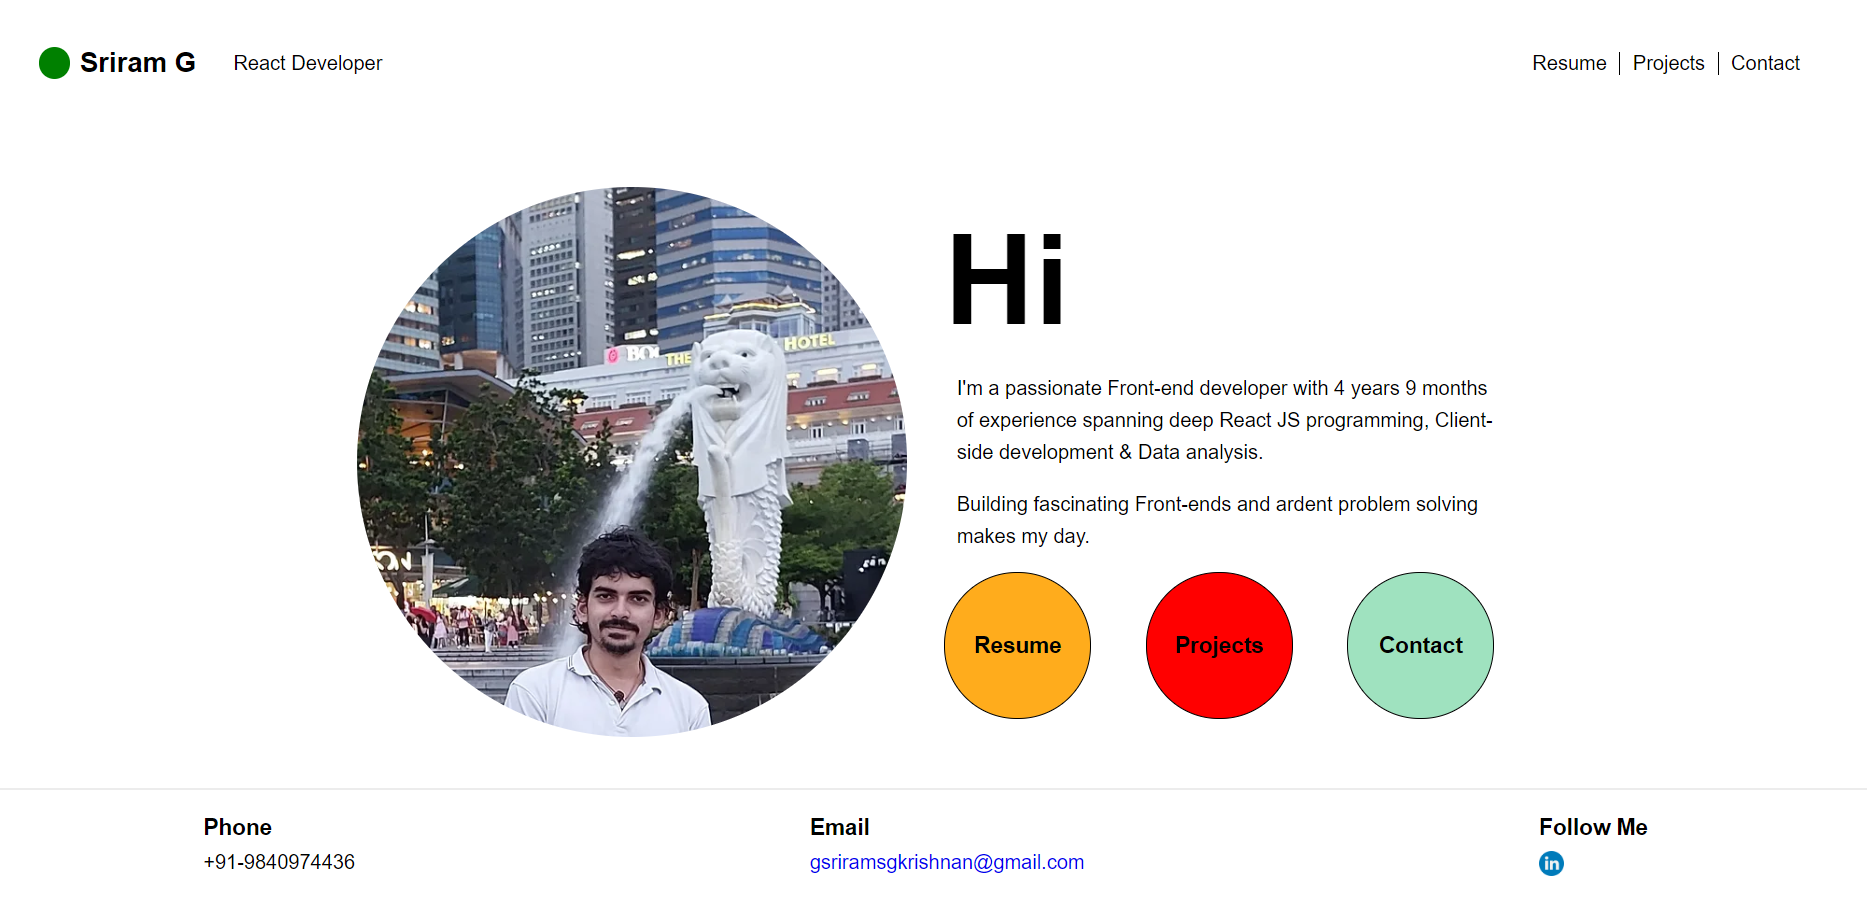 Sriram G
React Developer
Resume
Projects
Contact
THE
HOTEL
Hi
I'm a passionate Front-end developer with 4 years 9 months
of experience spanning deep React JS programming, Client-
side development & Data analysis.
Building fascinating Front-ends and ardent problem solving
makes my day.
Resume
Projects
Contact
Phone
+91-9840974436
Email
gsriramsgkrishnan@gmail.com
Follow Me
in